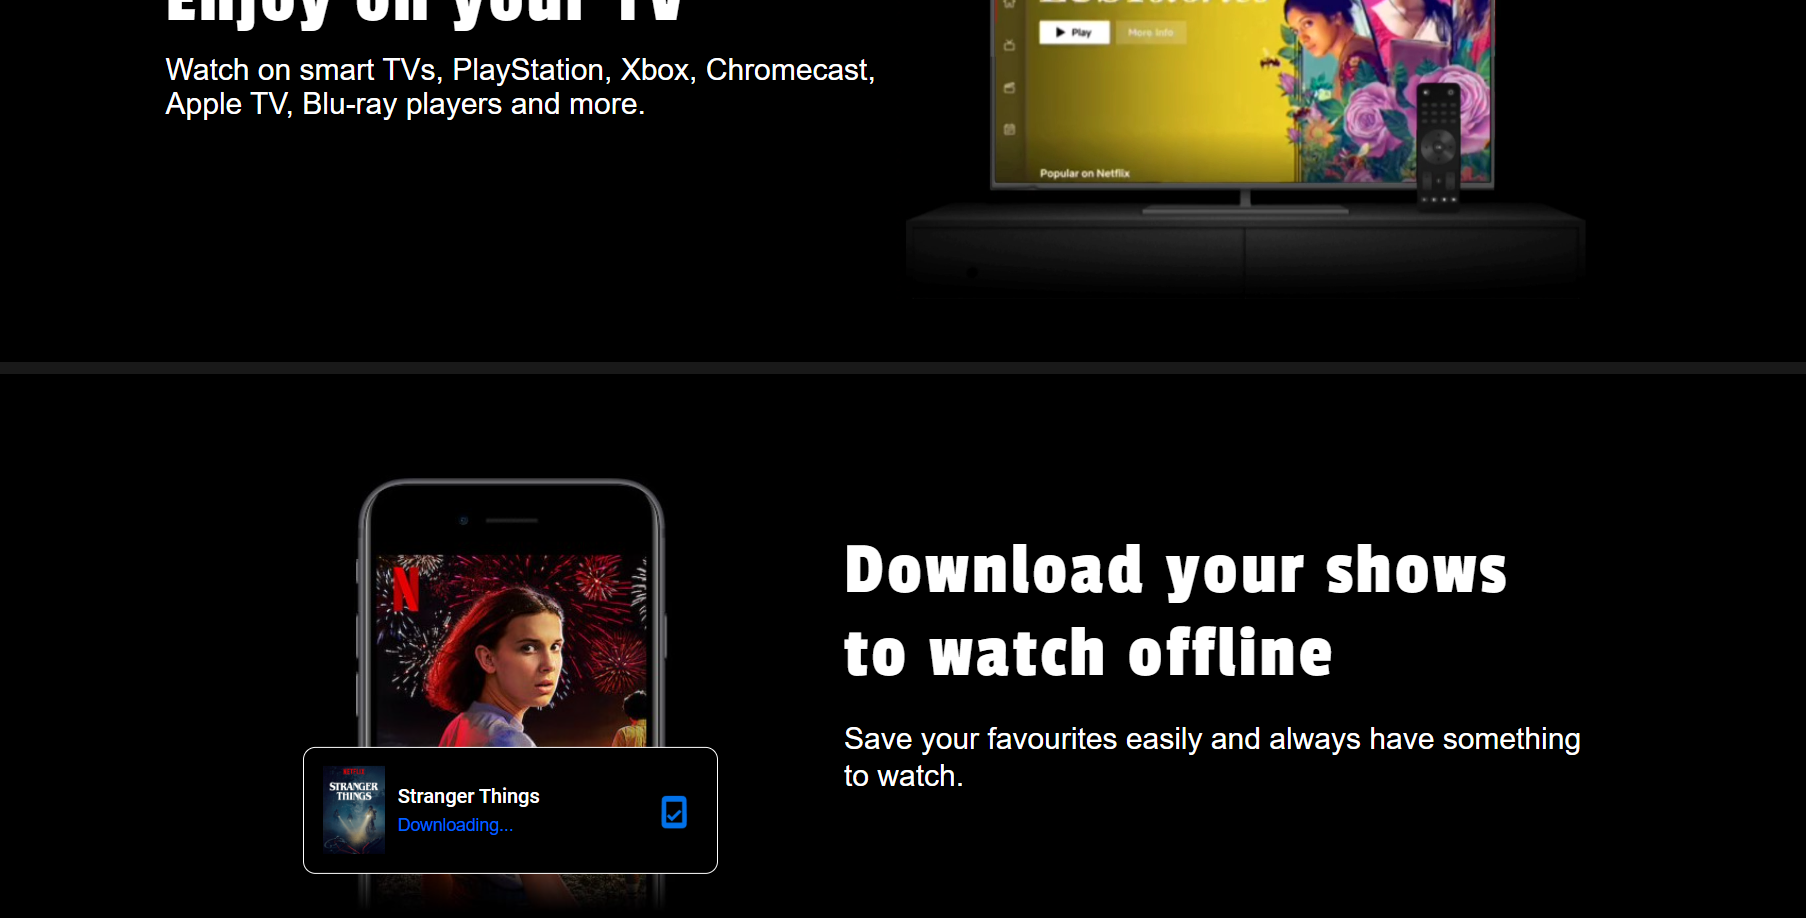 Enjoy on your TV
Watch on smart TVs, PlayStation, Xbox, Chromecast,
Apple TV, Blu-ray players and more.
Play
More Info
Popular on Netflix
Download your shows
to watch offline
Save your favourites easily and always have something
to watch.
N
NETFLIX
STRANGER
THINGS
Stranger Things
Downloading...